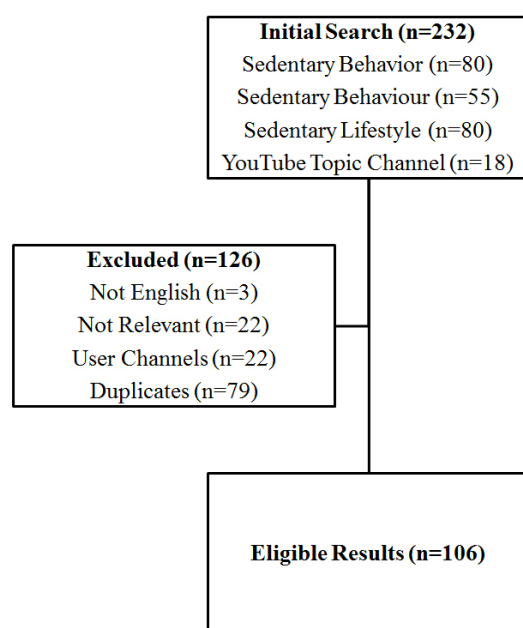 Initial Search (n=232)
Sedentary Behavior (n=80)
Sedentary Behaviour (n=55)
Sedentary Lifestyle (n=80)
YouTube Topic Channel (n=18)
Excluded (n=126)
Not English (n=3)
Not Relevant (n=22)
User Channels (n=22)
Duplicates (n=79)
Eligible Results (n=106)